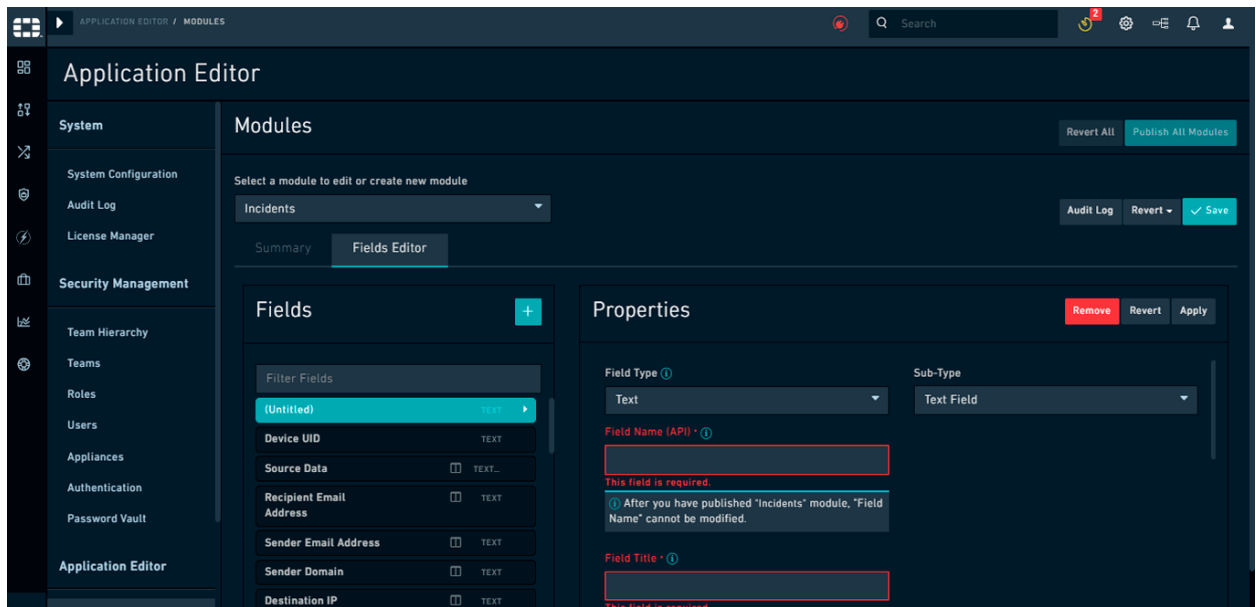 APPLICATION EDITOR / MODULES
Search
2
Application Editor
System
System Configuration
Audit Log
License Manager
Security Management
Team Hierarchy
Teams
Roles
Users
Appliances
Authentication
Password Vault
Application Editor
Modules
Revert All
Publish All Modules
Select a module to edit or create new module
Incidents
Audit Log
Revert
Save
Summary
Fields Editor
Fields
+
Filter Fields
(Untitled) TEXT
Device UID TEXT
Source Data TEXT...
Recipient Email
Address TEXT
Sender Email Address TEXT
Sender Domain TEXT
Destination IP TEXT
Properties
Remove
Revert
Apply
Field Type
Text
Sub-Type
Text Field
Field Name (API) •
This field is required.
After you have published "Incidents" module, "Field
Name" cannot be modified.
Field Title •
This field is required.